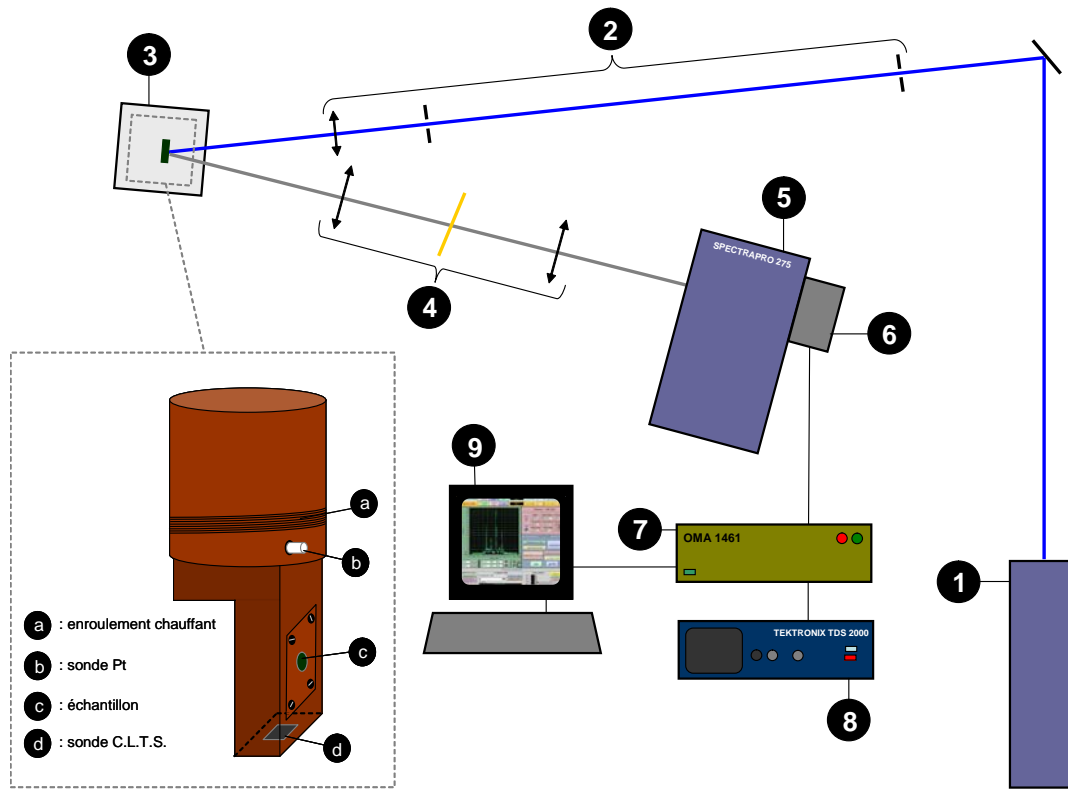 2
3
5
SPECTRAPRO 275
4
6
9
7
OMA 1461
1
TEKTRONIX TDS 2000
8
a
b
c
d
a : enroulement chauffant
b : sonde Pt
c : échantillon
d : sonde C.L.T.S.